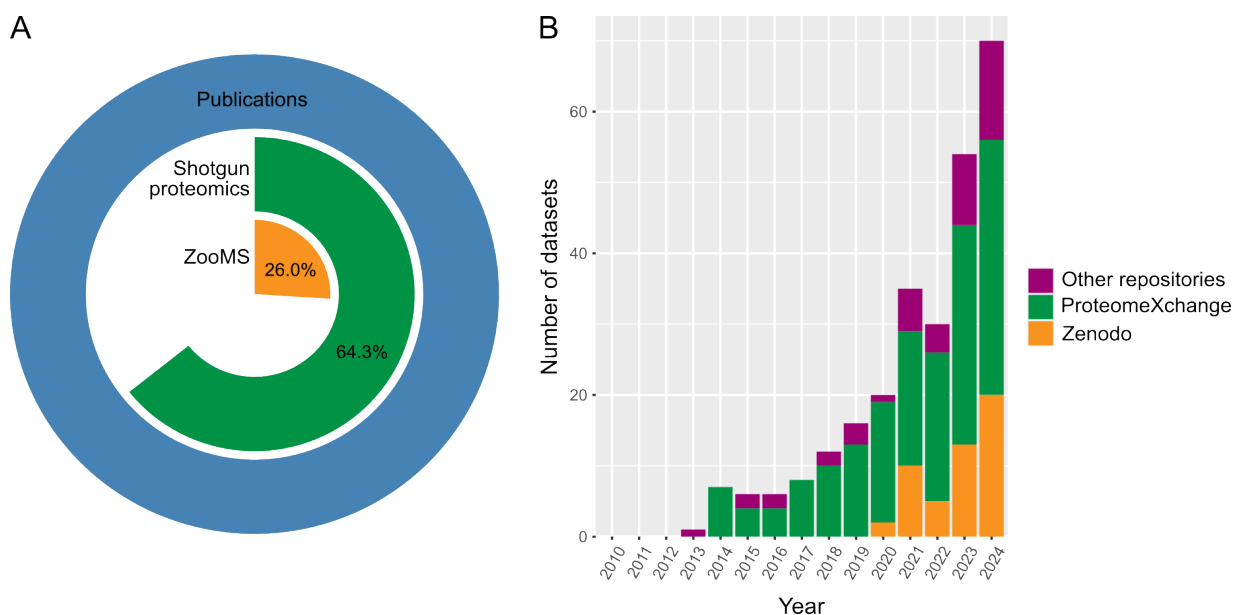 A
Publications
Shotgun
proteomics
ZooMS
26.0%
64.3%
B
Number of datasets
60
40
20
0
2010
2011
2012
2013
2014
2015
2016
2017
2018
2019
2020
2021
2022
2023
2024
Year
Other repositories
ProteomeXchange
Zenodo